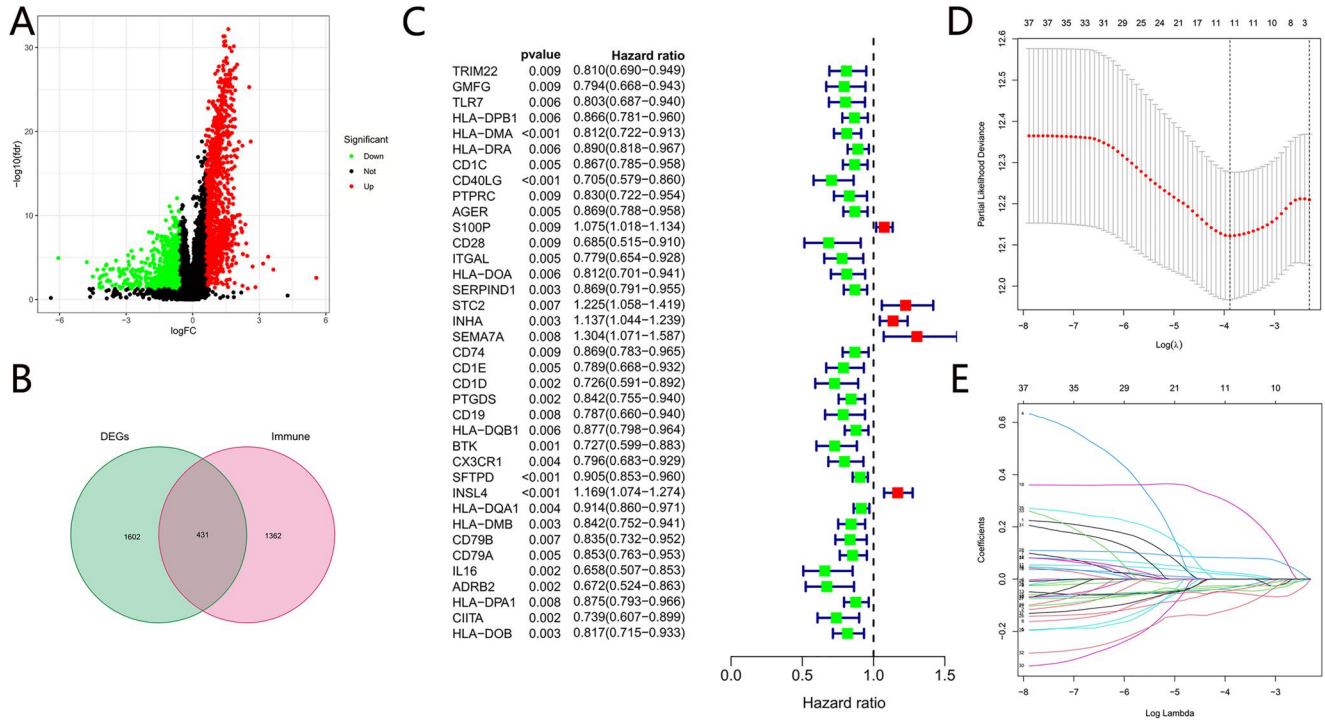 A
−log10(fdr)
30
20
10
0
−6
−3
0
3
6
logFC
Significant
Down
Not
Up
B
DEGs
Immune
1602
431
1362
C
pvalue Hazard ratio
TRIM22 0.009 0.810(0.690−0.949)
GMFG 0.009 0.794(0.668−0.943)
TLR7 0.006 0.803(0.687−0.940)
HLA−DPB1 0.006 0.866(0.781−0.960)
HLA−DMA <0.001 0.812(0.722−0.913)
HLA−DRA 0.006 0.890(0.818−0.967)
CD1C 0.005 0.867(0.785−0.958)
CD40LG <0.001 0.705(0.579−0.860)
PTPRC 0.009 0.830(0.722−0.954)
AGER 0.005 0.869(0.788−0.958)
S100P 0.009 1.075(1.018−1.134)
CD28 0.009 0.685(0.515−0.910)
ITGAL 0.005 0.779(0.654−0.928)
HLA−DOA 0.006 0.812(0.701−0.941)
SERPIND1 0.003 0.869(0.791−0.955)
STC2 0.007 1.225(1.058−1.419)
INHA 0.003 1.137(1.044−1.239)
SEMA7A 0.008 1.304(1.071−1.587)
CD74 0.009 0.869(0.783−0.965)
CD1E 0.005 0.789(0.668−0.932)
CD1D 0.002 0.726(0.591−0.892)
PTGDS 0.002 0.842(0.755−0.940)
CD19 0.008 0.787(0.660−0.940)
HLA−DQB1 0.006 0.877(0.798−0.964)
BTK 0.001 0.727(0.599−0.883)
CX3CR1 0.004 0.796(0.683−0.929)
SFTPD <0.001 0.905(0.853−0.960)
INSL4 <0.001 1.169(1.074−1.274)
HLA−DQA1 0.004 0.914(0.860−0.971)
HLA−DMB 0.003 0.842(0.752−0.941)
CD79B 0.007 0.835(0.732−0.952)
CD79A 0.005 0.853(0.763−0.953)
IL16 0.002 0.658(0.507−0.853)
ADRB2 0.002 0.672(0.524−0.863)
HLA−DPA1 0.008 0.875(0.793−0.966)
CIITA 0.002 0.739(0.607−0.899)
HLA−DOB 0.003 0.817(0.715−0.933)
0.0 0.5 1.0 1.5
Hazard ratio
D
37 37 35 33 31 29 25 24 21 17 11 11 10 8 3
Partial Likelihood Deviance
12.6
12.5
12.4
12.3
12.2
12.1
12.0
−8 −7 −6 −5 −4 −3
Log(λ)
E
37 35 29 21 11 10
Coefficients
0.6
0.4
0.2
0.0
−0.2
−8 −7 −6 −5 −4 −3
Log Lambda